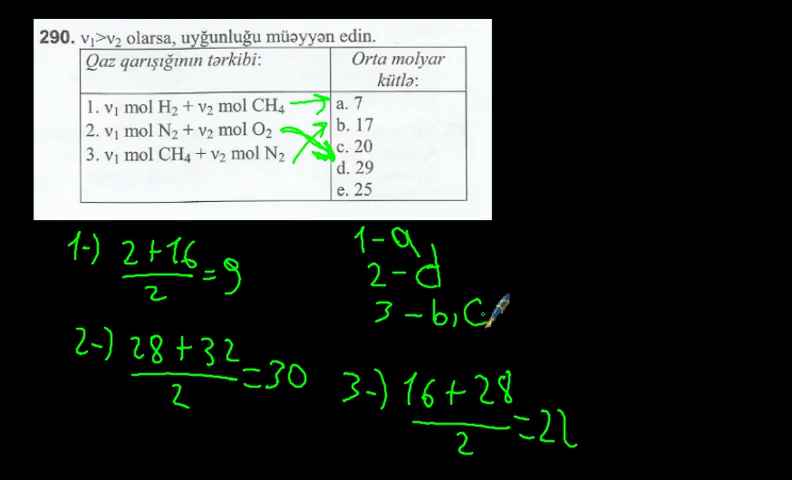 290. ν₁>ν₂ olarsa, uyğunluğu müəyyən edin.
Qaz qarışığının tərkibi:
Orta molyar
kütlə:
1. ν₁ mol H₂ + ν₂ mol CH₄
2. ν₁ mol N₂ + ν₂ mol O₂
3. ν₁ mol CH₄ + ν₂ mol N₂
a. 7
b. 17
c. 20
d. 29
e. 25
1-) (2+16)/2 = 9
1-a
2-d
3-b,c
2-) (28+32)/2 = 30
3-) (16+28)/2 = 22